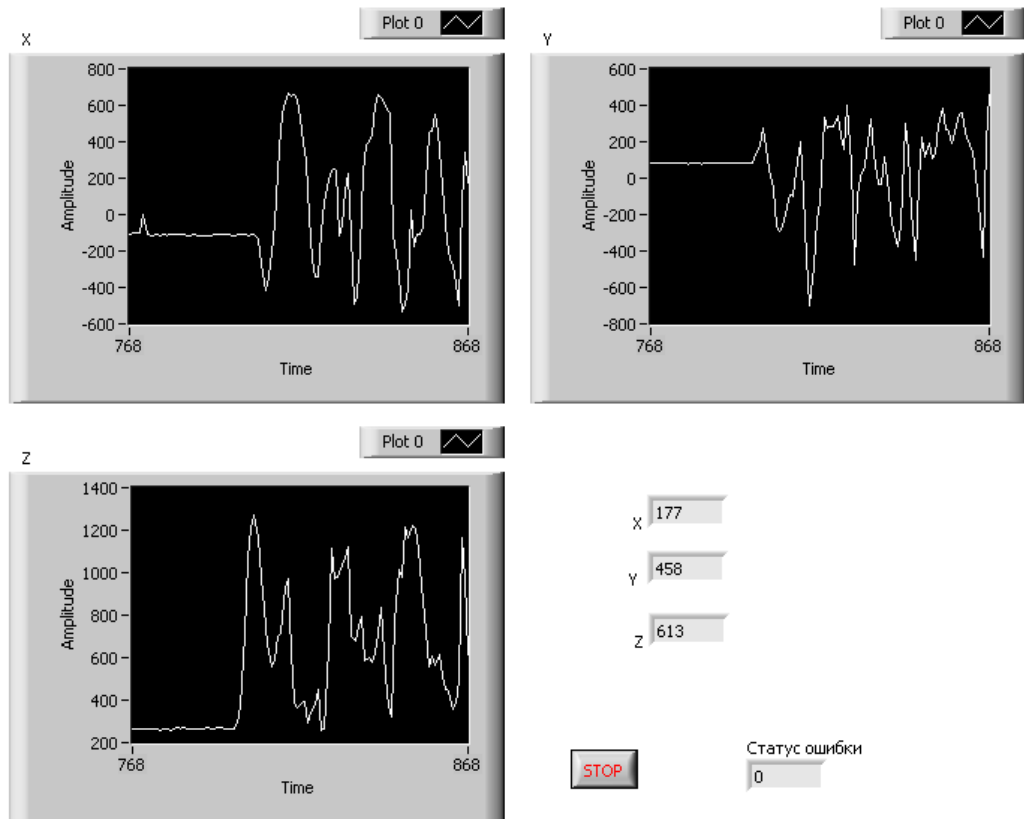 X
Plot 0
Amplitude
800
600
400
200
0
-200
-400
-600
768
868
Time
Y
Plot 0
Amplitude
600
400
200
0
-200
-400
-600
-800
768
868
Time
Z
Plot 0
Amplitude
1400
1200
1000
800
600
400
200
768
868
Time
X 177
Y 458
Z 613
STOP
Статус ошибки
0